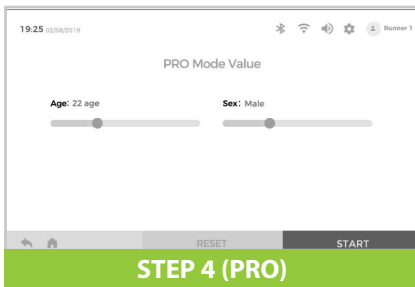 19:25 02/08/2019 Runner 1
PRO Mode Value
Age: 22 age Sex: Male
RESET START
STEP 4 (PRO)